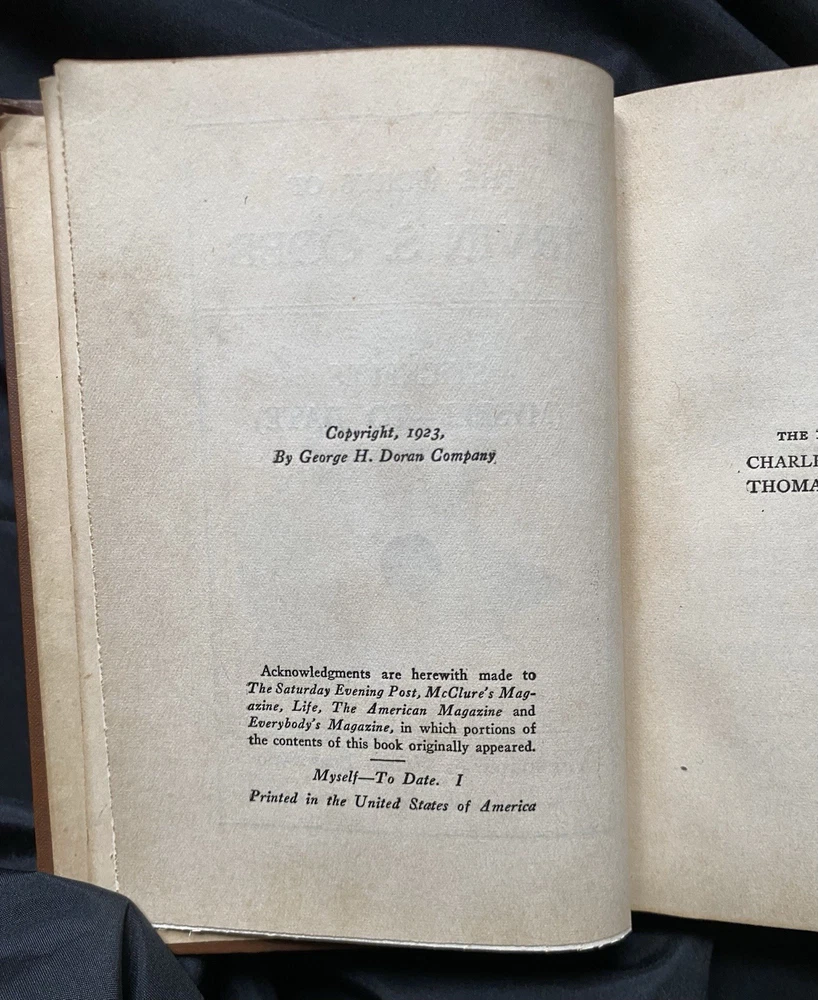 Copyright, 1923,
By George H. Doran Company
Acknowledgments are herewith made to
The Saturday Evening Post, McClure's Mag-
azine, Life, The American Magazine and
Everybody's Magazine, in which portions of
the contents of this book originally appeared.
Myself—To Date. I
Printed in the United States of America
THE
CHARL
THOMA